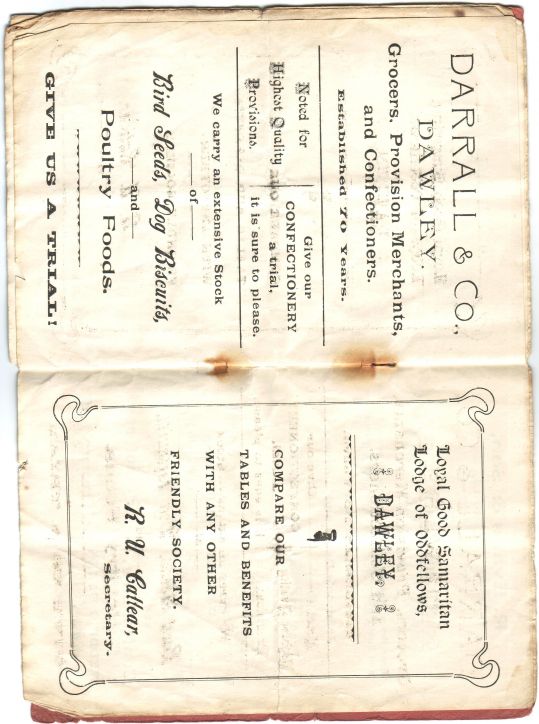 DARRALL & CO.,
DAWLEY.
Grocers, Provision Merchants,
and Confectioners.
Established 70 Years.
Noted for
Highest Quality
Provisions.
Give our
CONFECTIONERY
a trial,
it is sure to please.
We carry an extensive Stock
of
Bird Seeds, Dog Biscuits,
and
Poultry Foods.
GIVE US A TRIAL!
Loyal Good Samaritan
Lodge of Oddfellows,
DAWLEY.
COMPARE OUR
TABLES AND BENEFITS
WITH ANY OTHER
FRIENDLY SOCIETY.
R. U. Callear,
Secretary.